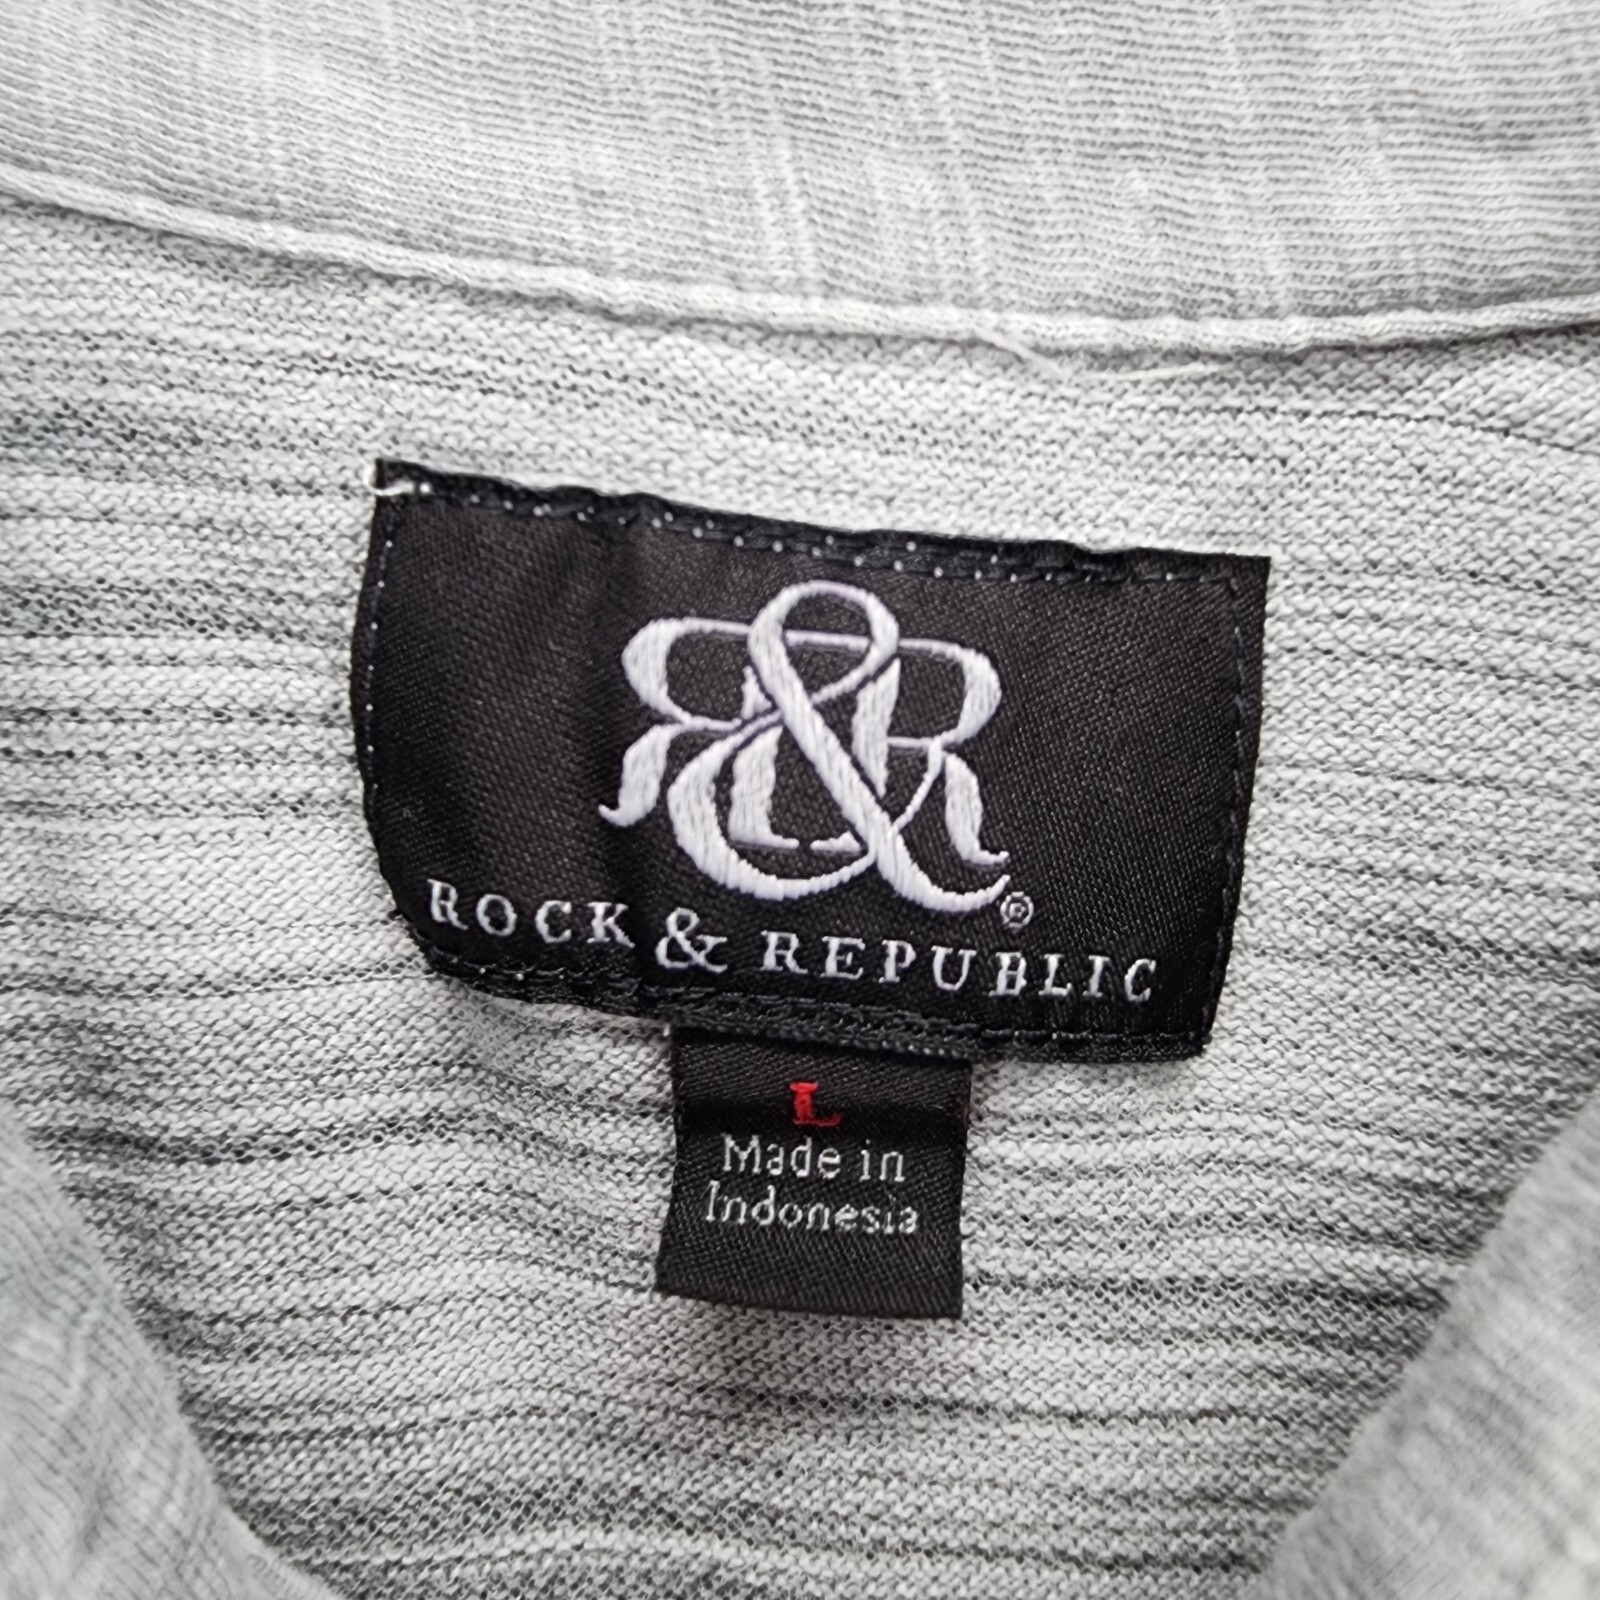 R&R®
ROCK & REPUBLIC
L
Made in
Indonesia